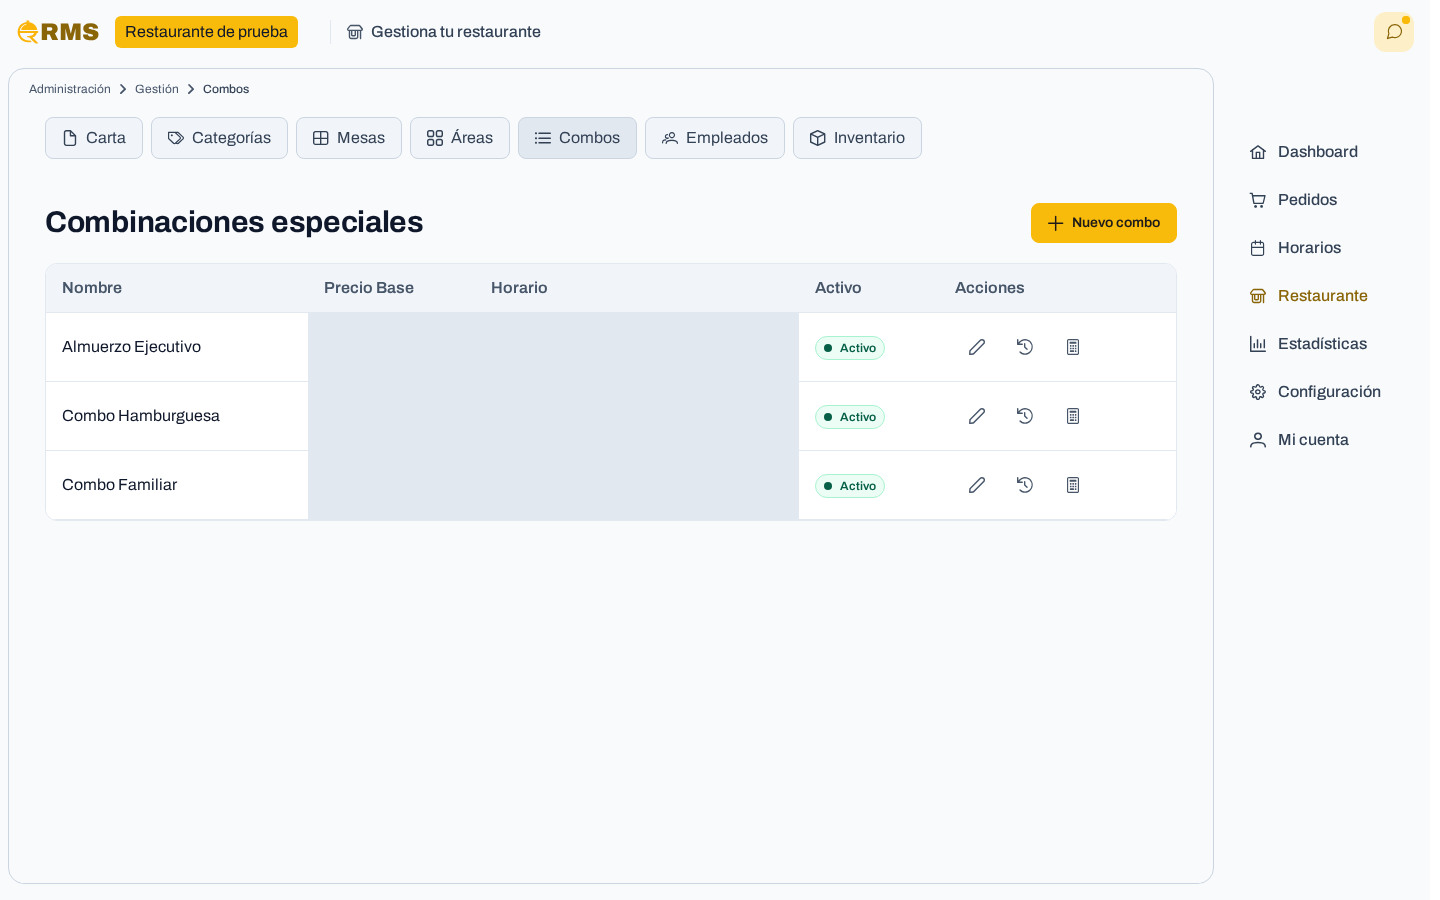 RMS
Restaurante de prueba
Gestiona tu restaurante
Administración > Gestión > Combos
Carta
Categorías
Mesas
Áreas
Combos
Empleados
Inventario
Combinaciones especiales
Nuevo combo
Nombre Precio Base Horario Activo Acciones
Almuerzo Ejecutivo Activo
Combo Hamburguesa Activo
Combo Familiar Activo
Dashboard
Pedidos
Horarios
Restaurante
Estadísticas
Configuración
Mi cuenta